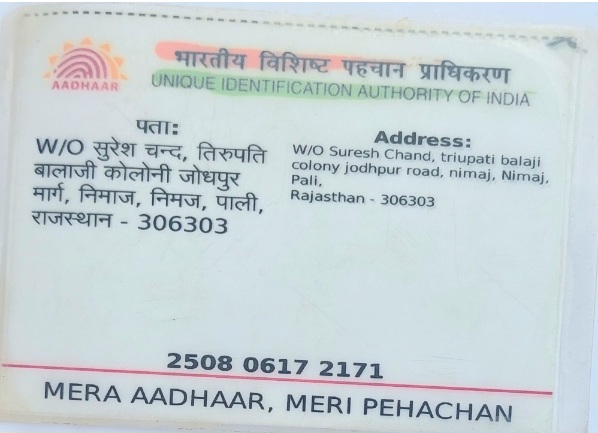 भारतीय विशिष्ट पहचान प्राधिकरण
UNIQUE IDENTIFICATION AUTHORITY OF INDIA
AADHAAR
पता:
W/O सुरेश चन्द, तिरुपति
बालाजी कोलोनी जोधपुर
मार्ग, निमाज, निमज, पाली,
राजस्थान - 306303
Address:
W/O Suresh Chand, triupati balaji
colony jodhpur road, nimaj, Nimaj,
Pali,
Rajasthan - 306303
2508 0617 2171
MERA AADHAAR, MERI PEHACHAN